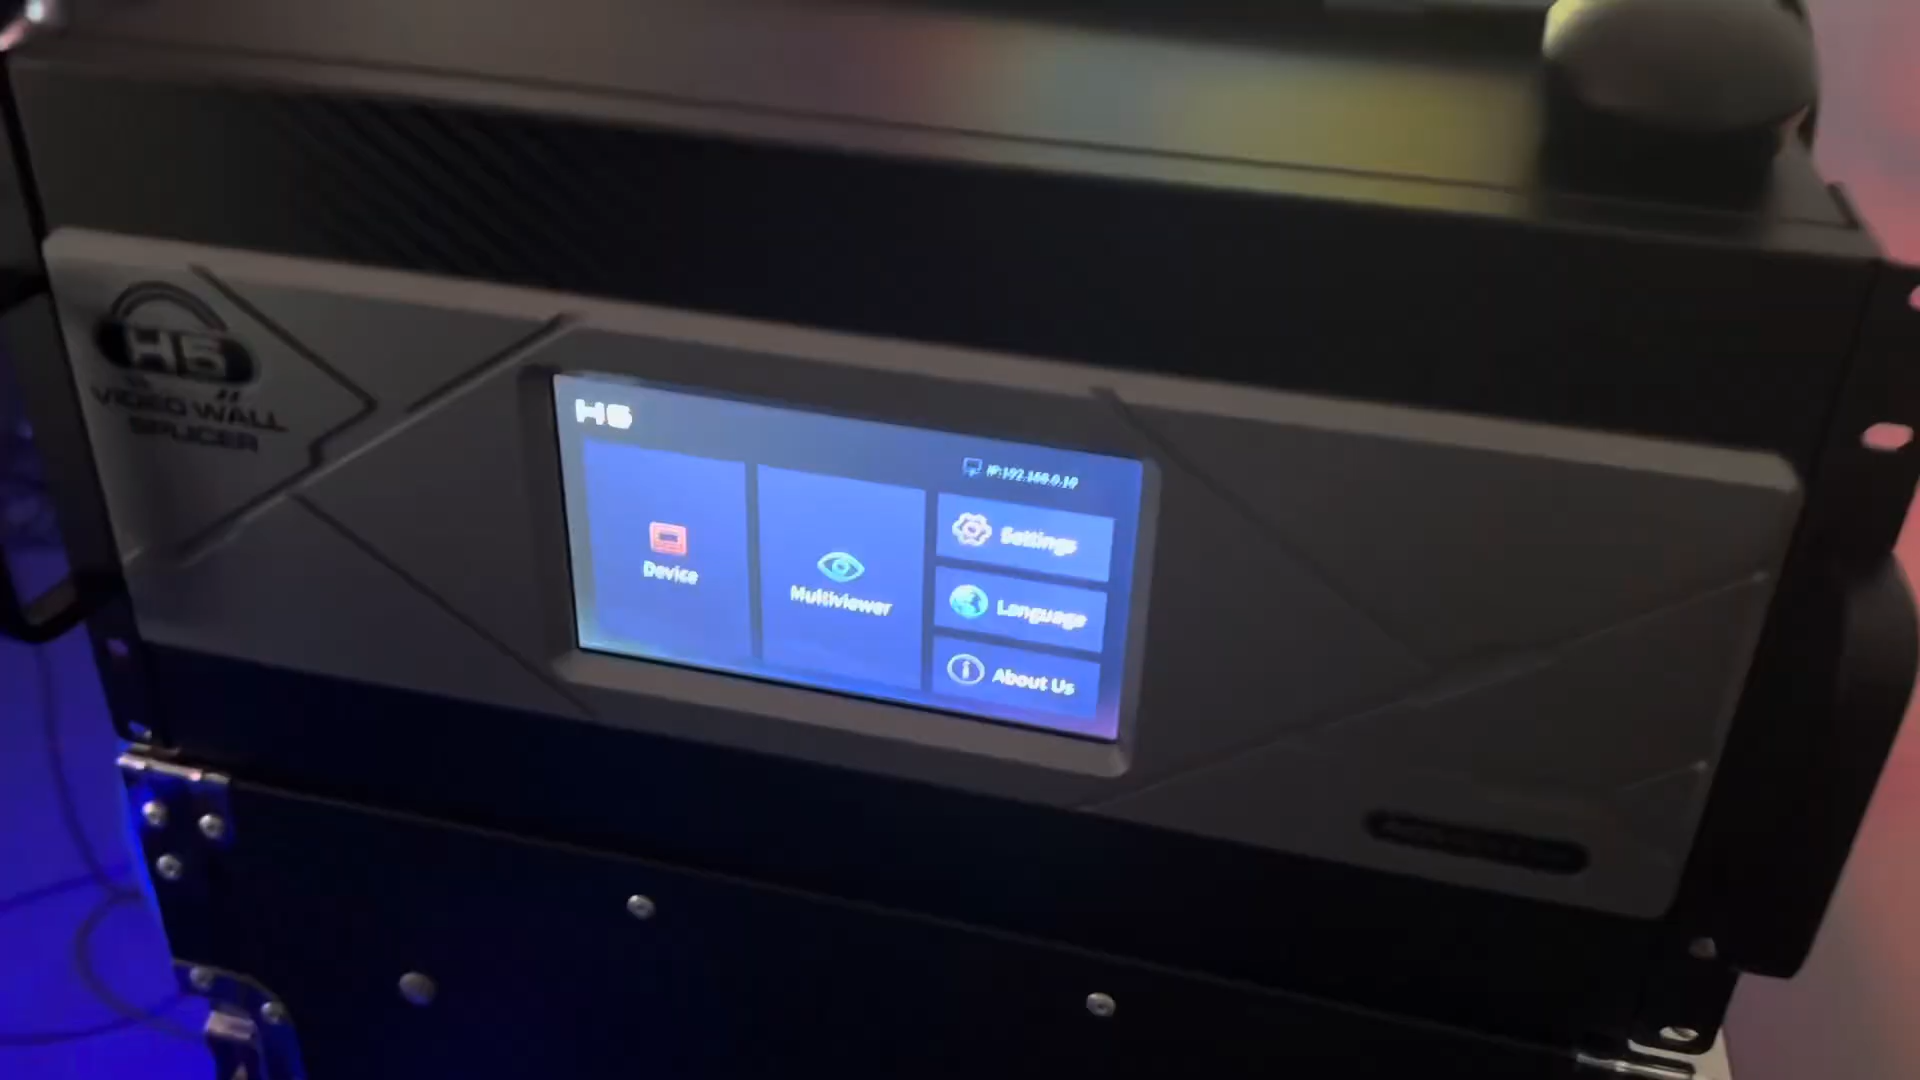 H5
VIDEO WALL
SPLICER
H5
IP:192.168.0.10
Device
Multiviewer
Settings
Language
About Us